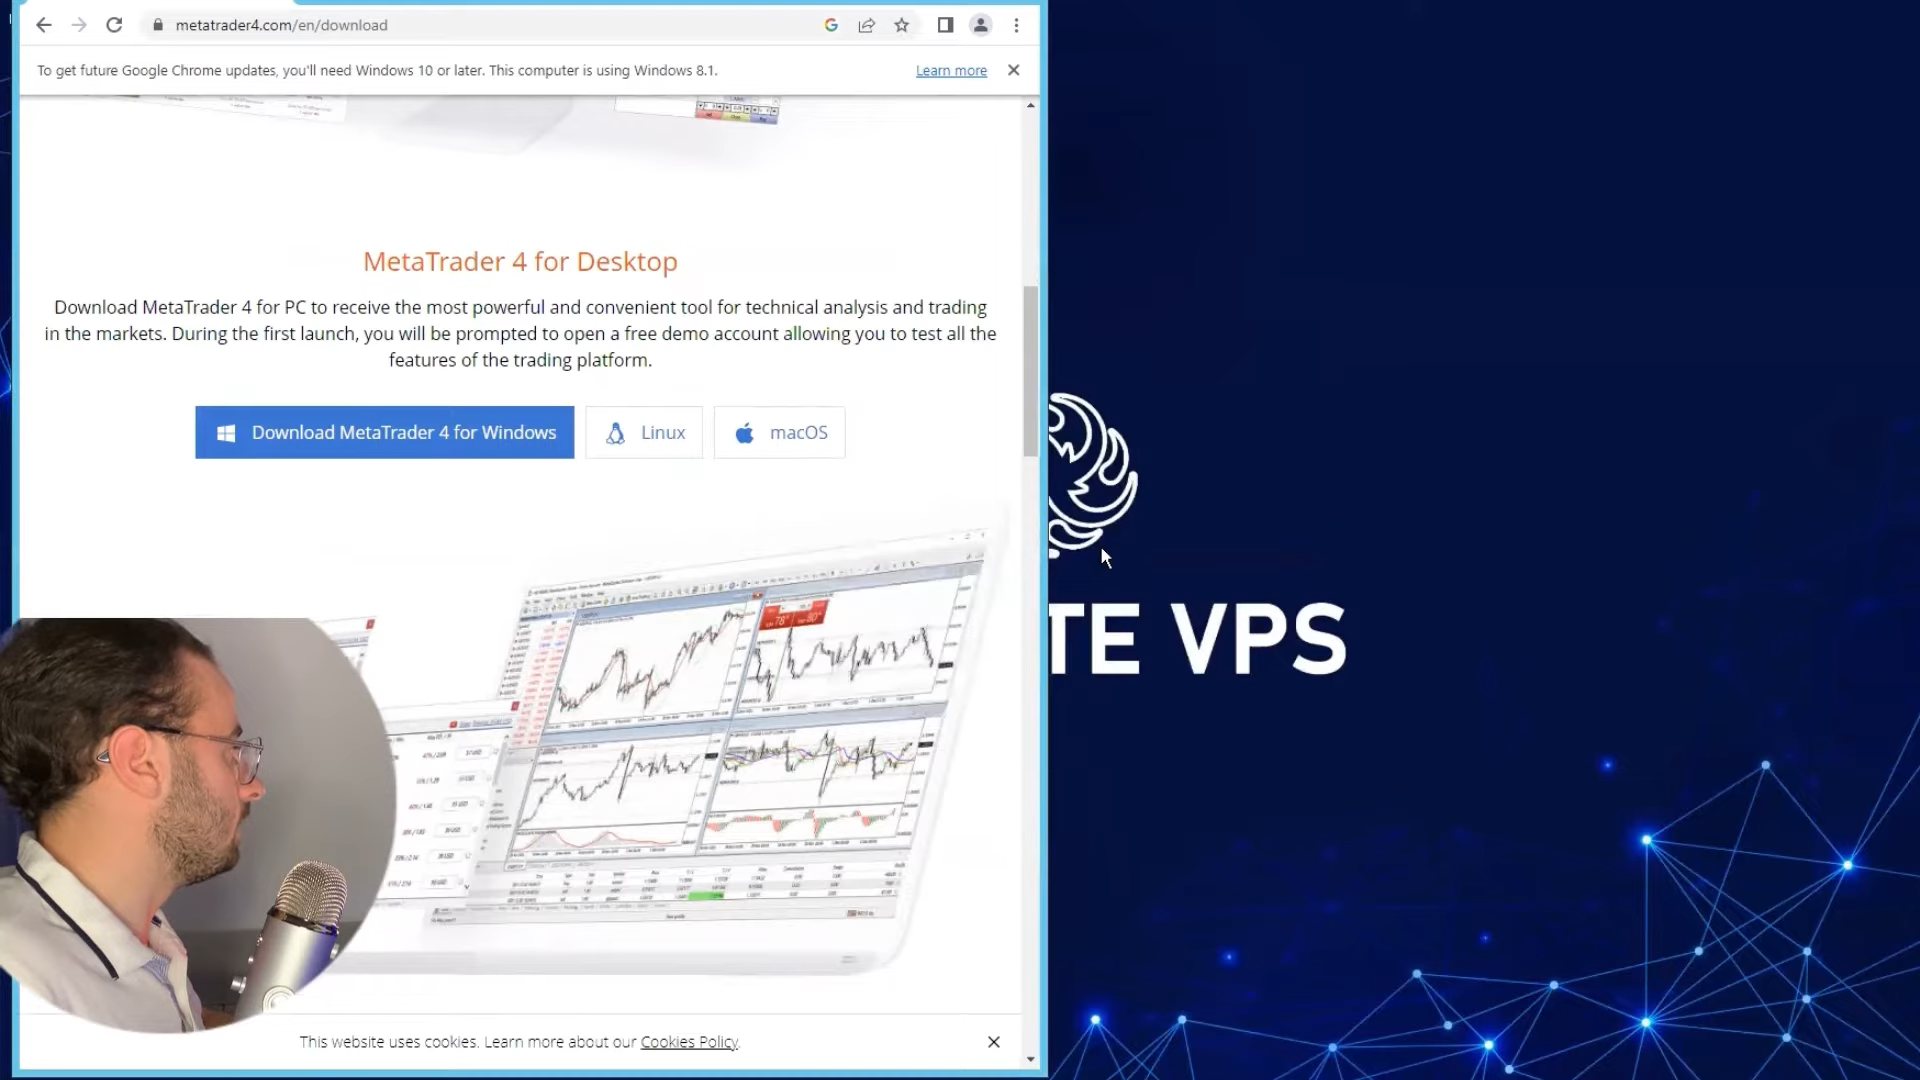 metatrader4.com/en/download
To get future Google Chrome updates, you'll need Windows 10 or later. This computer is using Windows 8.1.
Learn more
MetaTrader 4 for Desktop
Download MetaTrader 4 for PC to receive the most powerful and convenient tool for technical analysis and trading
in the markets. During the first launch, you will be prompted to open a free demo account allowing you to test all the
features of the trading platform.
Download MetaTrader 4 for Windows
Linux
macOS
TE VPS
This website uses cookies. Learn more about our Cookies Policy.